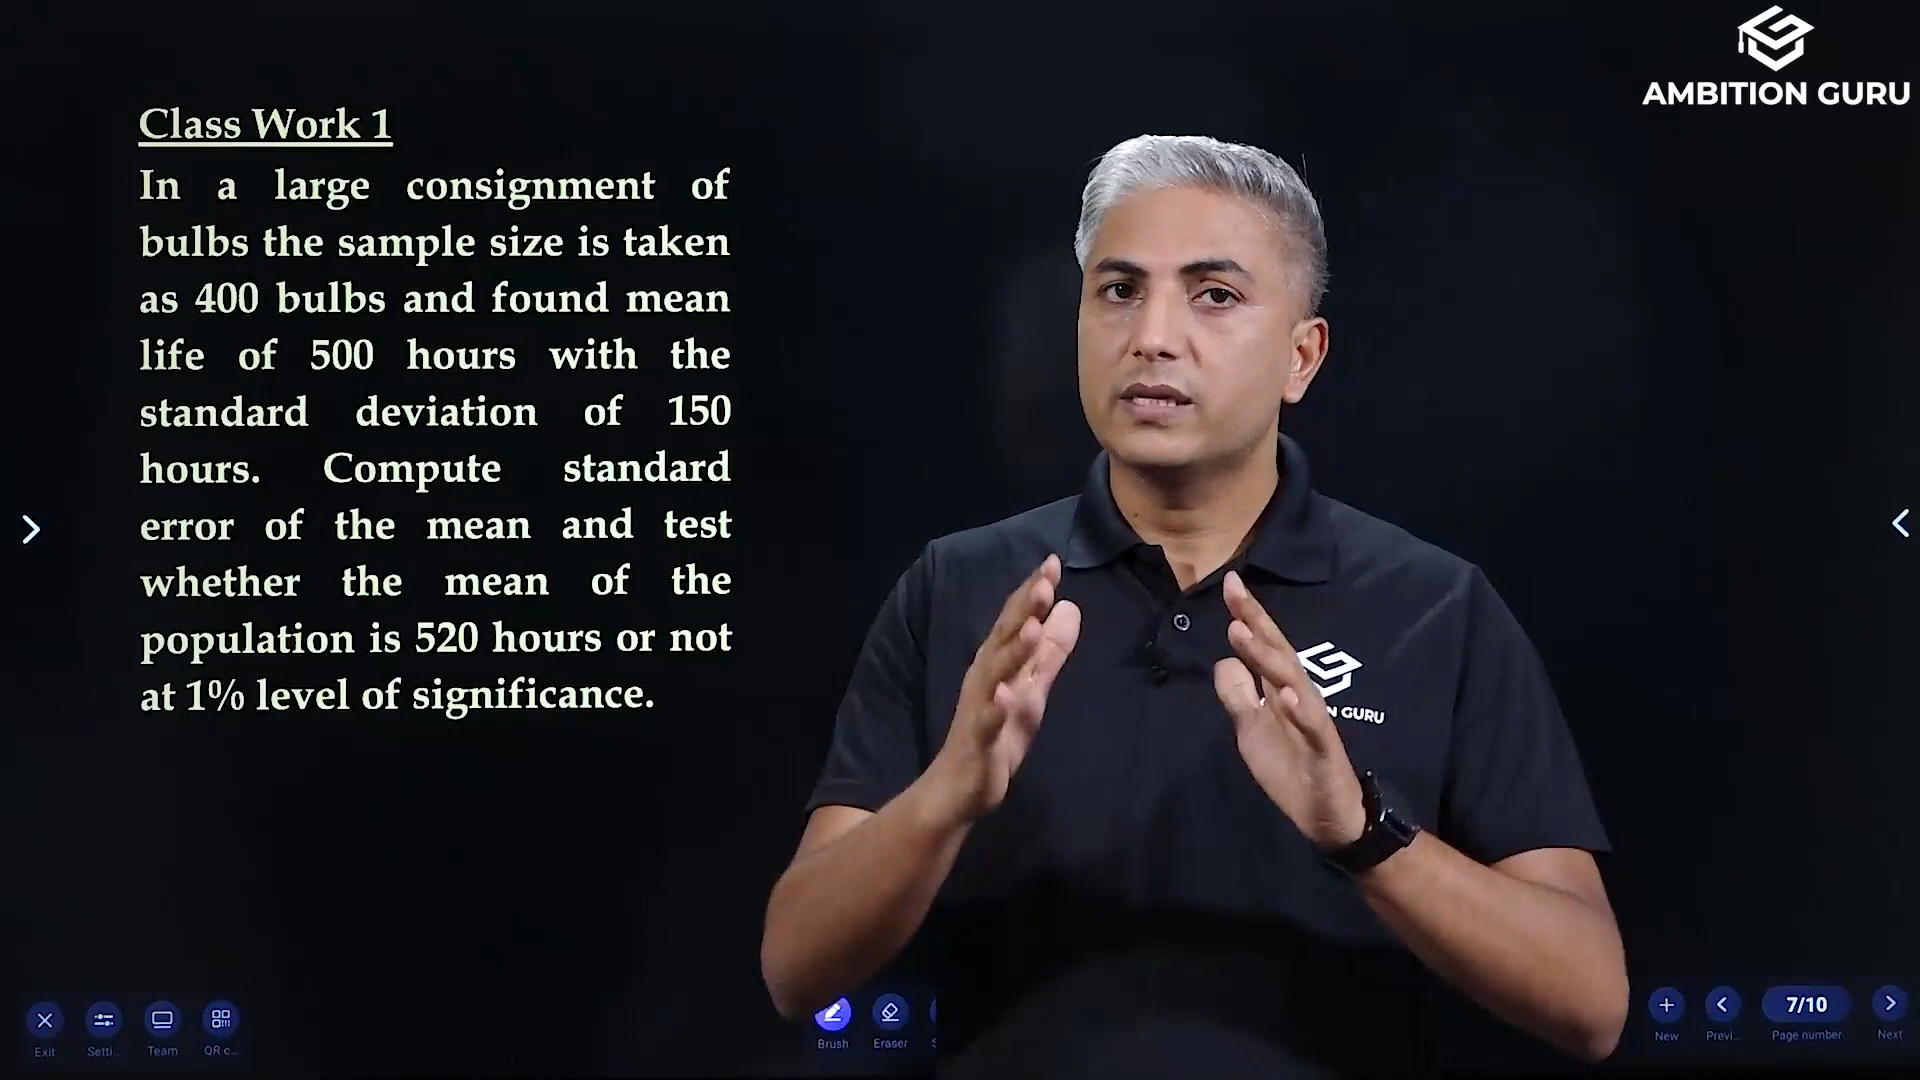 AMBITION GURU
Class Work 1
In a large consignment of
bulbs the sample size is taken
as 400 bulbs and found mean
life of 500 hours with the
standard deviation of 150
hours. Compute standard
error of the mean and test
whether the mean of the
population is 520 hours or not
at 1% level of significance.
N GURU
Exit
Setti...
Team
QR c...
Brush
Eraser
S
New
Previ...
7/10
Page number
Next